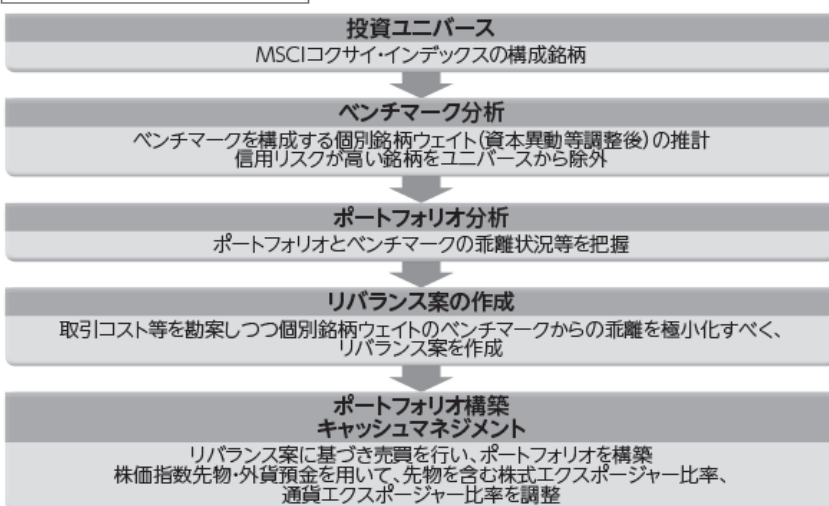 投資ユニバース
MSCIコクサイ・インデックスの構成銘柄
ベンチマーク分析
ベンチマークを構成する個別銘柄ウェイト(資本異動等調整後)の推計
信用リスクが高い銘柄をユニバースから除外
ポートフォリオ分析
ポートフォリオとベンチマークの乖離状況等を把握
リバランス案の作成
取引コスト等を勘案しつつ個別銘柄ウェイトのベンチマークからの乖離を極小化すべく、
リバランス案を作成
ポートフォリオ構築
キャッシュマネジメント
リバランス案に基づき売買を行い、ポートフォリオを構築
株価指数先物・外貨預金を用いて、先物を含む株式エクスポージャー比率、
通貨エクスポージャー比率を調整